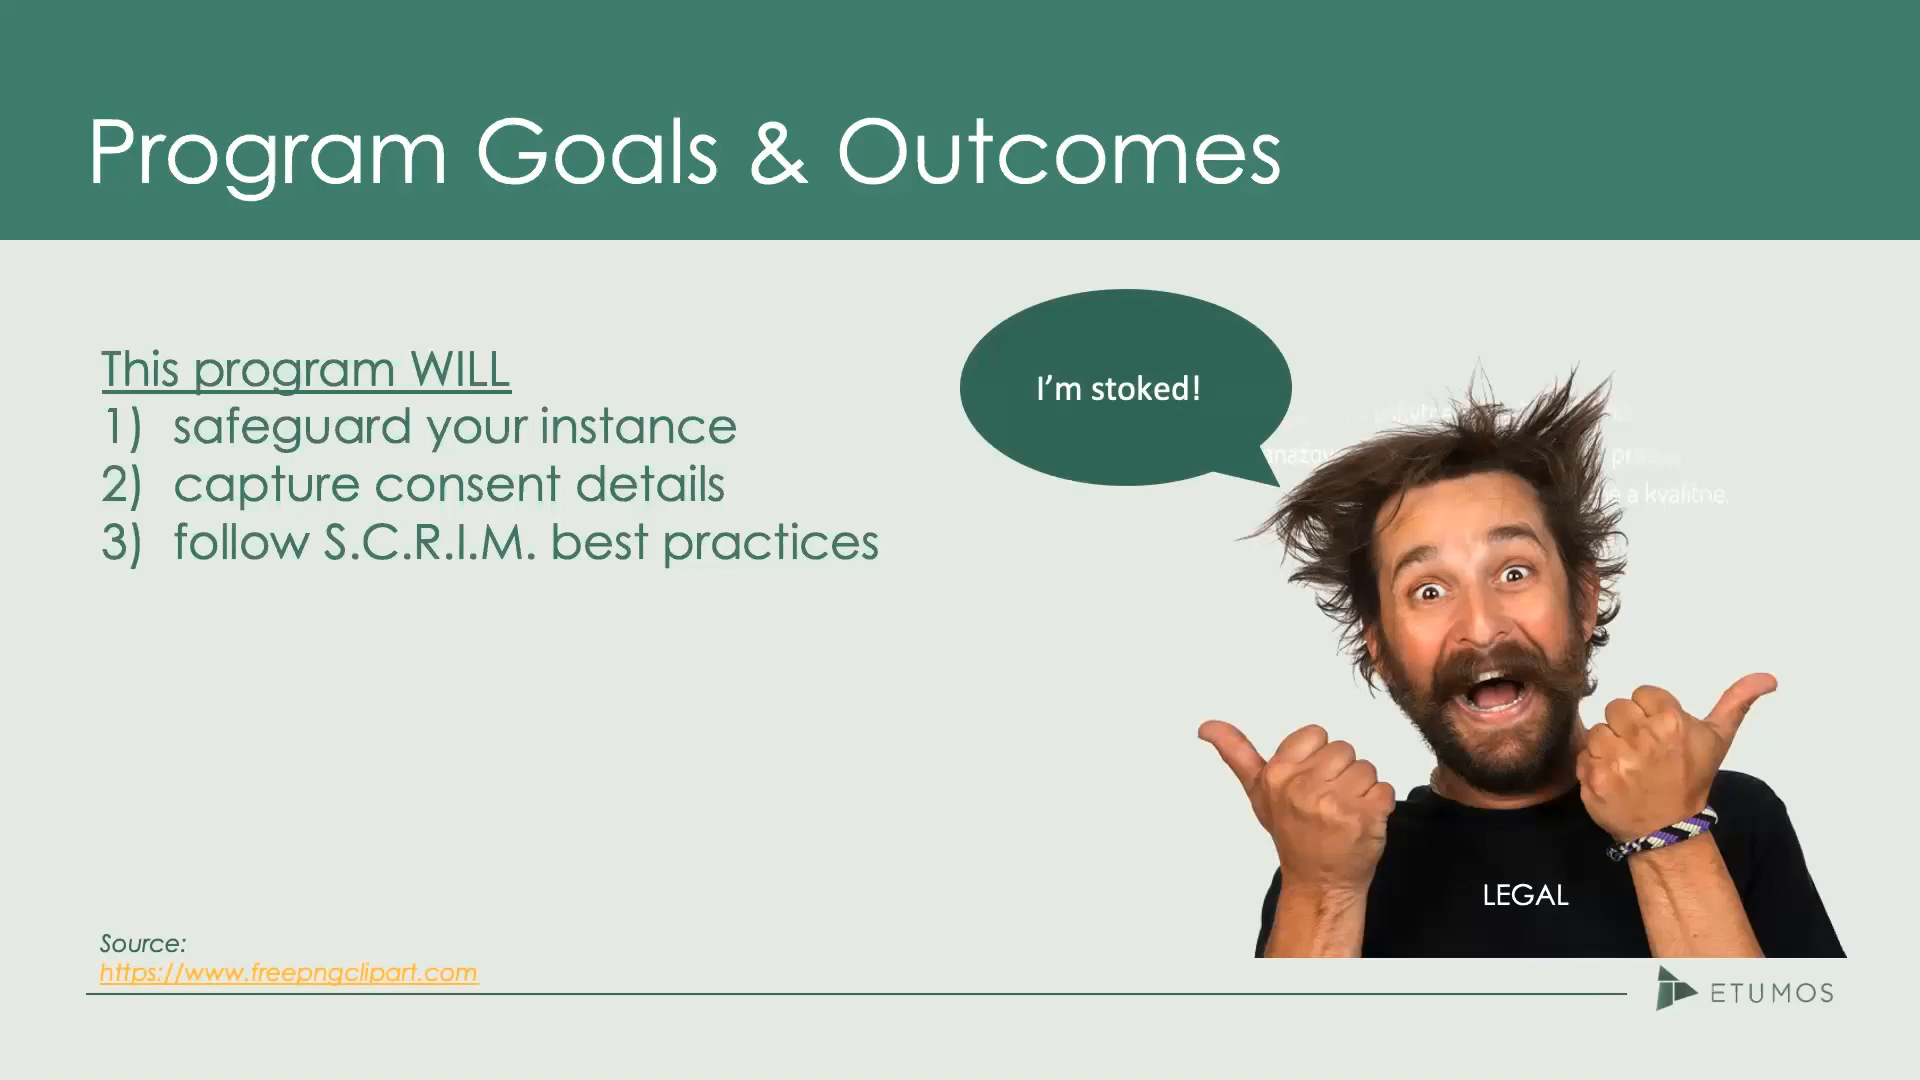 Program Goals & Outcomes
This program WILL
1) safeguard your instance
2) capture consent details
3) follow S.C.R.I.M. best practices
I'm stoked!
a kvalitne.
LEGAL
Source:
https://www.freepngclipart.com
ETUMOS